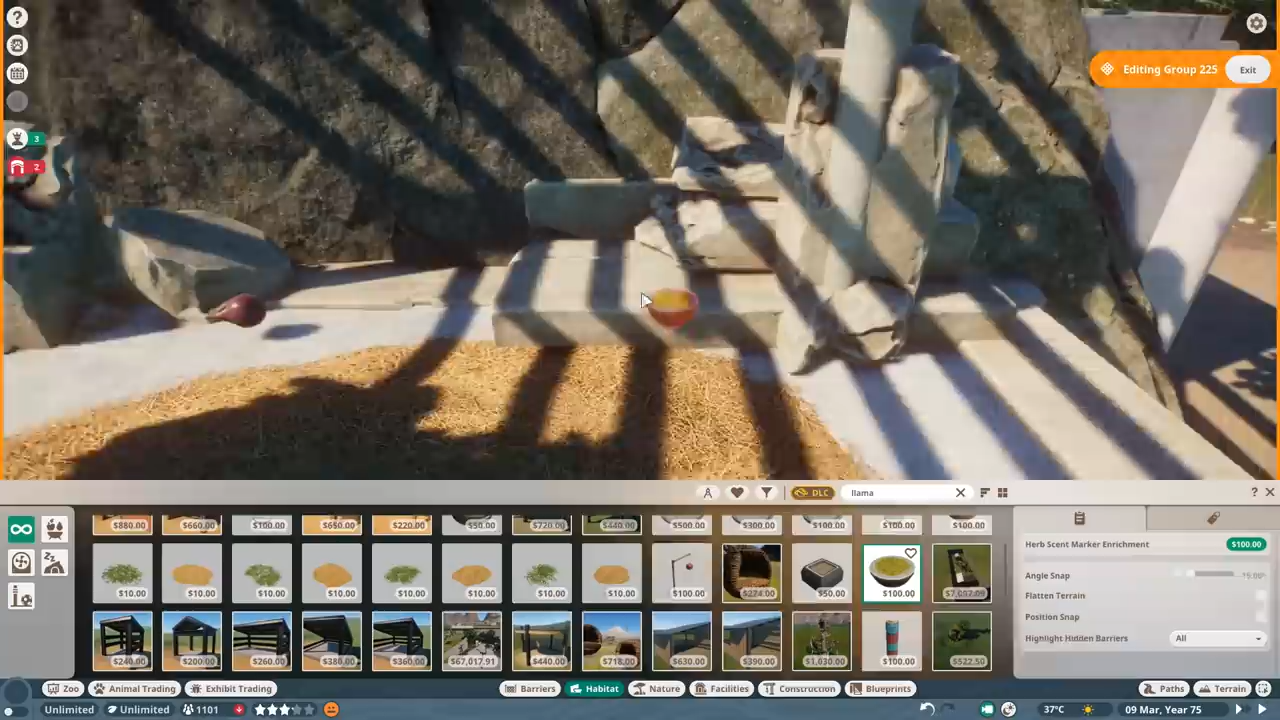 ?
Editing Group 225
Exit
3
2
DLC
llama
?
$880.00
$660.00
$100.00
$650.00
$220.00
$50.00
$720.00
$440.00
$500.00
$300.00
$100.00
$100.00
$100.00
Herb Scent Marker Enrichment
$100.00
$10.00
$10.00
$10.00
$10.00
$10.00
$10.00
$10.00
$10.00
$100.00
$274.00
$50.00
$100.00
$7,097.09
Angle Snap
Flatten Terrain
Position Snap
Highlight Hidden Barriers
All
$240.00
$200.00
$260.00
$380.00
$360.00
$67,017.91
$440.00
$718.00
$630.00
$390.00
$1,030.00
$100.00
$522.50
Zoo
Animal Trading
Exhibit Trading
Barriers
Habitat
Nature
Facilities
Construction
Blueprints
Paths
Terrain
Unlimited
Unlimited
1101
37°C
09 Mar, Year 75